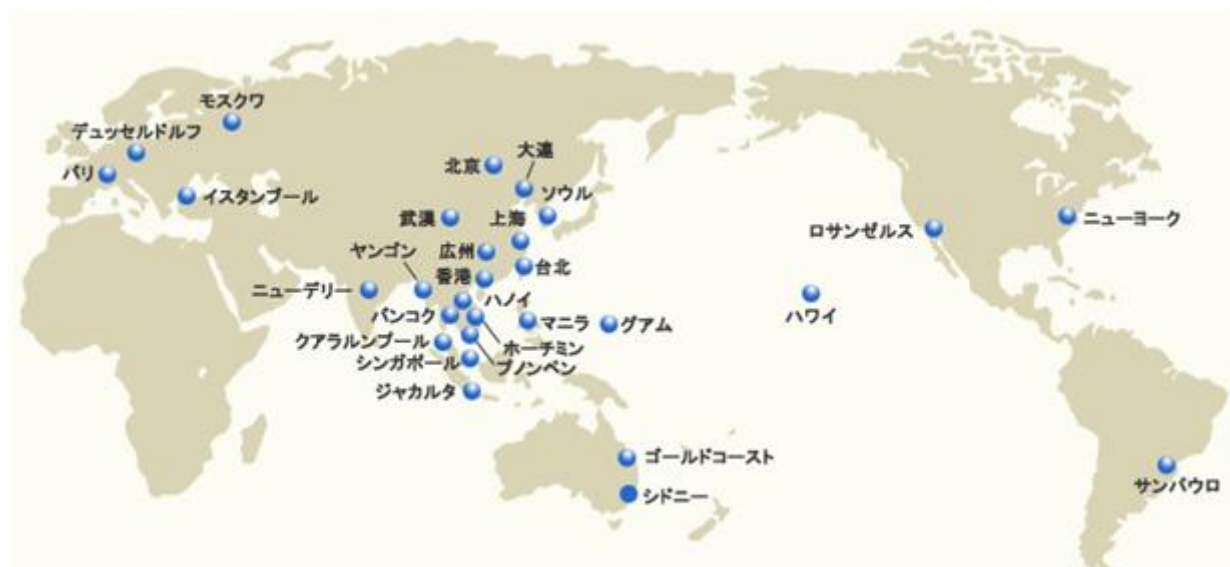 モスクワ
デュッセルドルフ
パリ
イスタンブール
北京
大連
ソウル
武漢
上海
ロサンゼルス
ニューヨーク
ヤンゴン
広州
台北
香港
ニューデリー
ハノイ
バンコク
マニラ
グアム
ハワイ
クアラルンプール
ホーチミン
シンガポール
プノンペン
ジャカルタ
ゴールドコースト
シドニー
サンパウロ